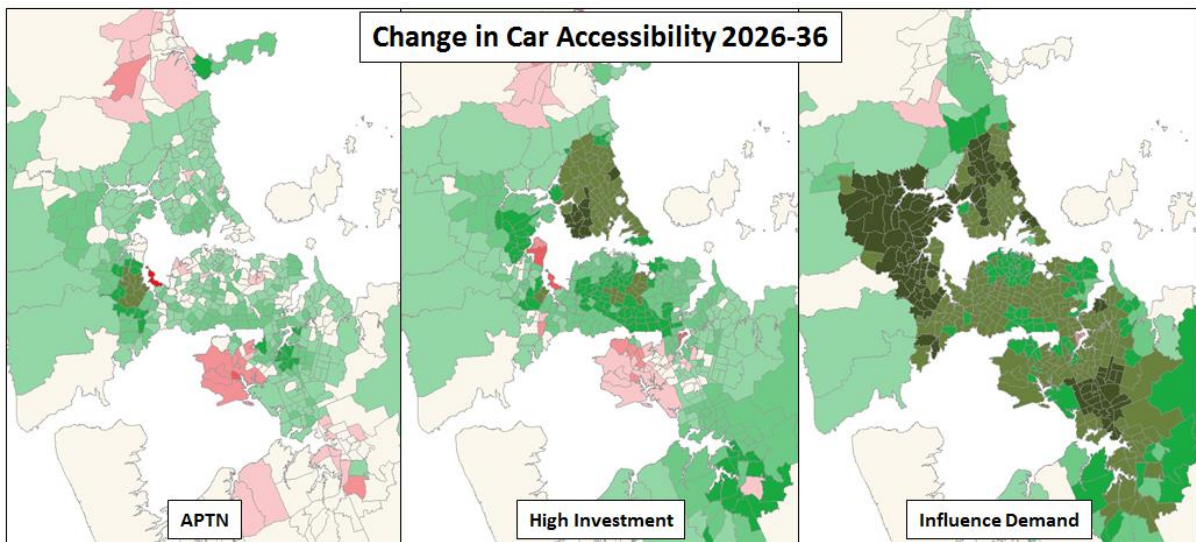 Change in Car Accessibility 2026-36
APTN
High Investment
Influence Demand